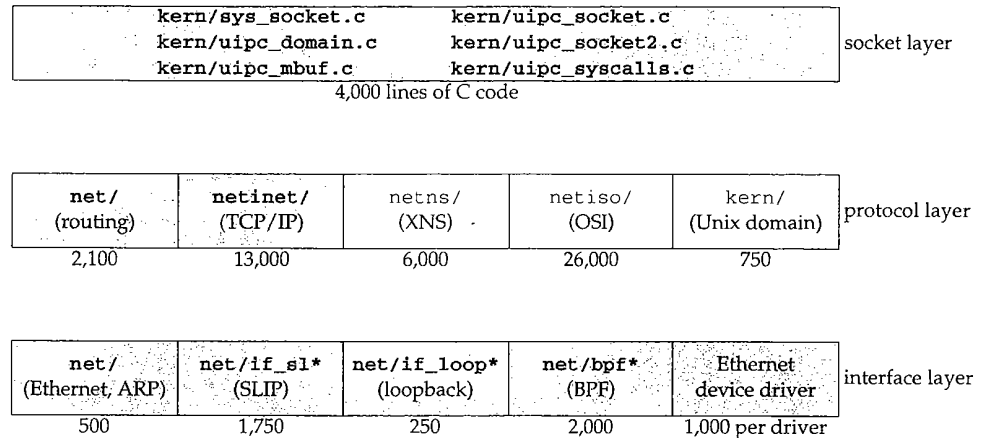 kern/sys_socket.c kern/uipc_socket.c
kern/uipc_domain.c kern/uipc_socket2.c
kern/uipc_mbuf.c kern/uipc_syscalls.c
socket layer
4,000 lines of C code
net/ netinet/ netns/ netiso/ kern/
(routing) (TCP/IP) (XNS) (OSI) (Unix domain)
protocol layer
2,100 13,000 6,000 26,000 750
net/ net/if_sl* net/if_loop* net/bpf* Ethernet
(Ethernet, ARP) (SLIP) (loopback) (BPF) device driver
interface layer
500 1,750 250 2,000 1,000 per driver